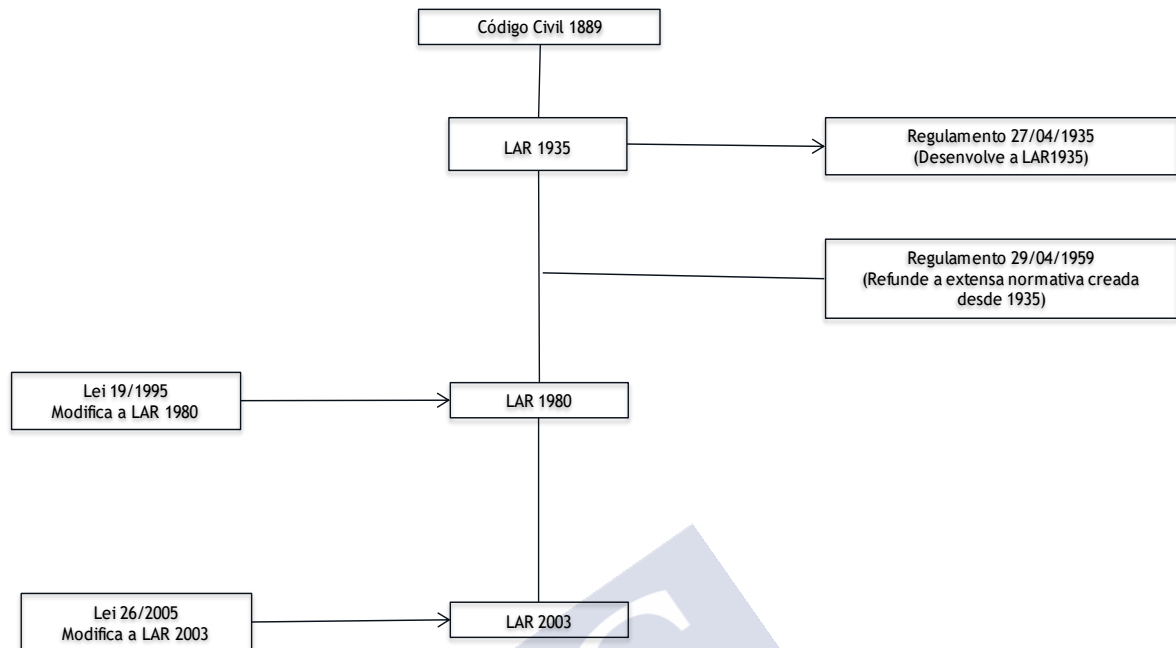 Código Civil 1889
LAR 1935
Regulamento 27/04/1935
(Desenvolve a LAR1935)
Regulamento 29/04/1959
(Refunde a extensa normativa creada
desde 1935)
Lei 19/1995
Modifica a LAR 1980
LAR 1980
Lei 26/2005
Modifica a LAR 2003
LAR 2003